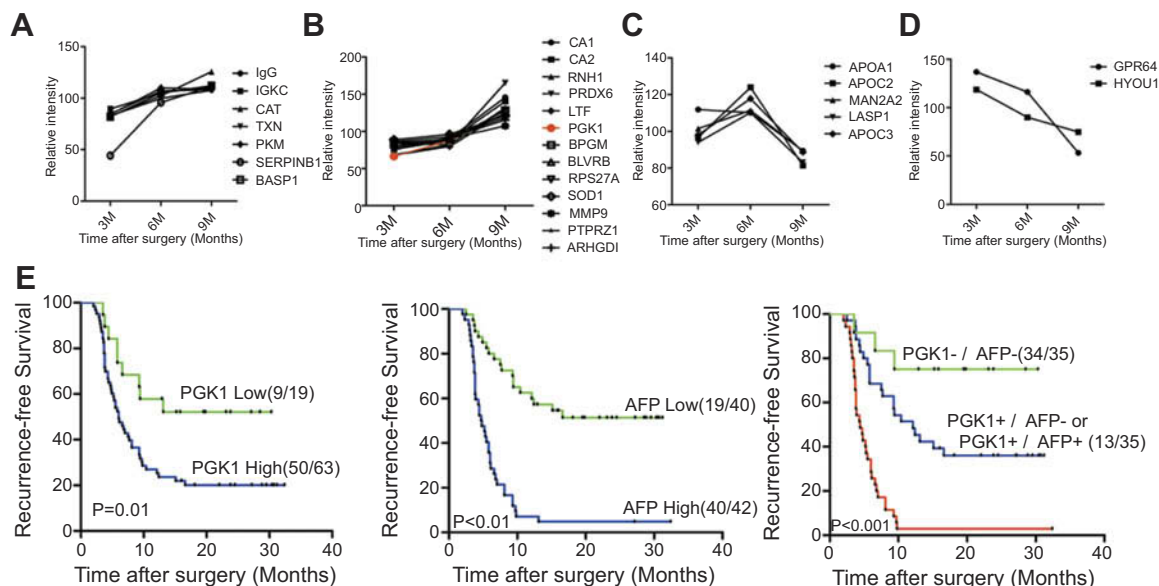 A
Relative intensity
150
100
50
0
3M
6M
9M
Time after surgery (Months)
IgG
IGKC
CAT
TXN
PKM
SERPINB1
BASP1
B
Relative intensity
200
150
100
50
0
3M
6M
9M
Time after surgery (Months)
CA1
CA2
RNH1
PRDX6
LTF
PGK1
BPGM
BLVRB
RPS27A
SOD1
MMP9
PTPRZ1
ARHGDI
C
Relative intensity
140
120
100
80
60
3M
6M
9M
Time after surgery (Months)
APOA1
APOC2
MAN2A2
LASP1
APOC3
D
Relative intensity
150
100
50
0
3M
6M
9M
Time after surgery (Months)
GPR64
HYOU1
E
Recurrence-free Survival
100
80
60
40
20
0
PGK1 Low(9/19)
PGK1 High(50/63)
P=0.01
0
10
20
30
40
Time after surgery (Months)
Recurrence-free Survival
100
80
60
40
20
0
AFP Low(19/40)
AFP High(40/42)
P<0.01
0
10
20
30
40
Time after surgery (Months)
Recurrence-free Survival
100
80
60
40
20
0
PGK1- / AFP-(34/35)
PGK1+ / AFP- or
PGK1+ / AFP+ (13/35)
P<0.001
0
10
20
30
40
Time after surgery (Months)